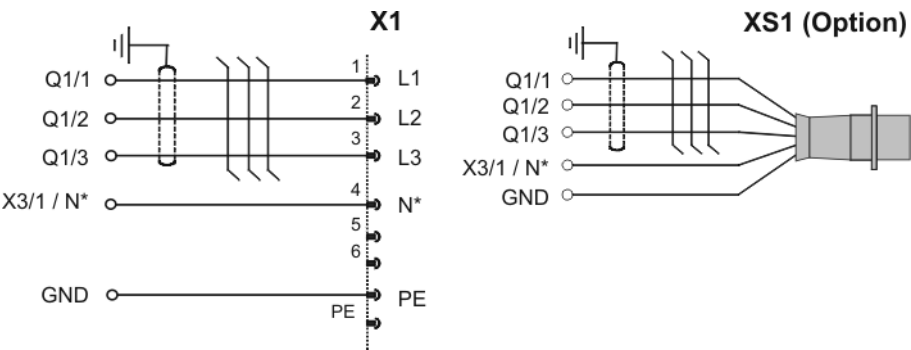 X1
Q1/1 1 L1
Q1/2 2 L2
Q1/3 3 L3
X3/1 / N* 4 N*
5
6
GND PE
PE
XS1 (Option)
Q1/1
Q1/2
Q1/3
X3/1 / N*
GND